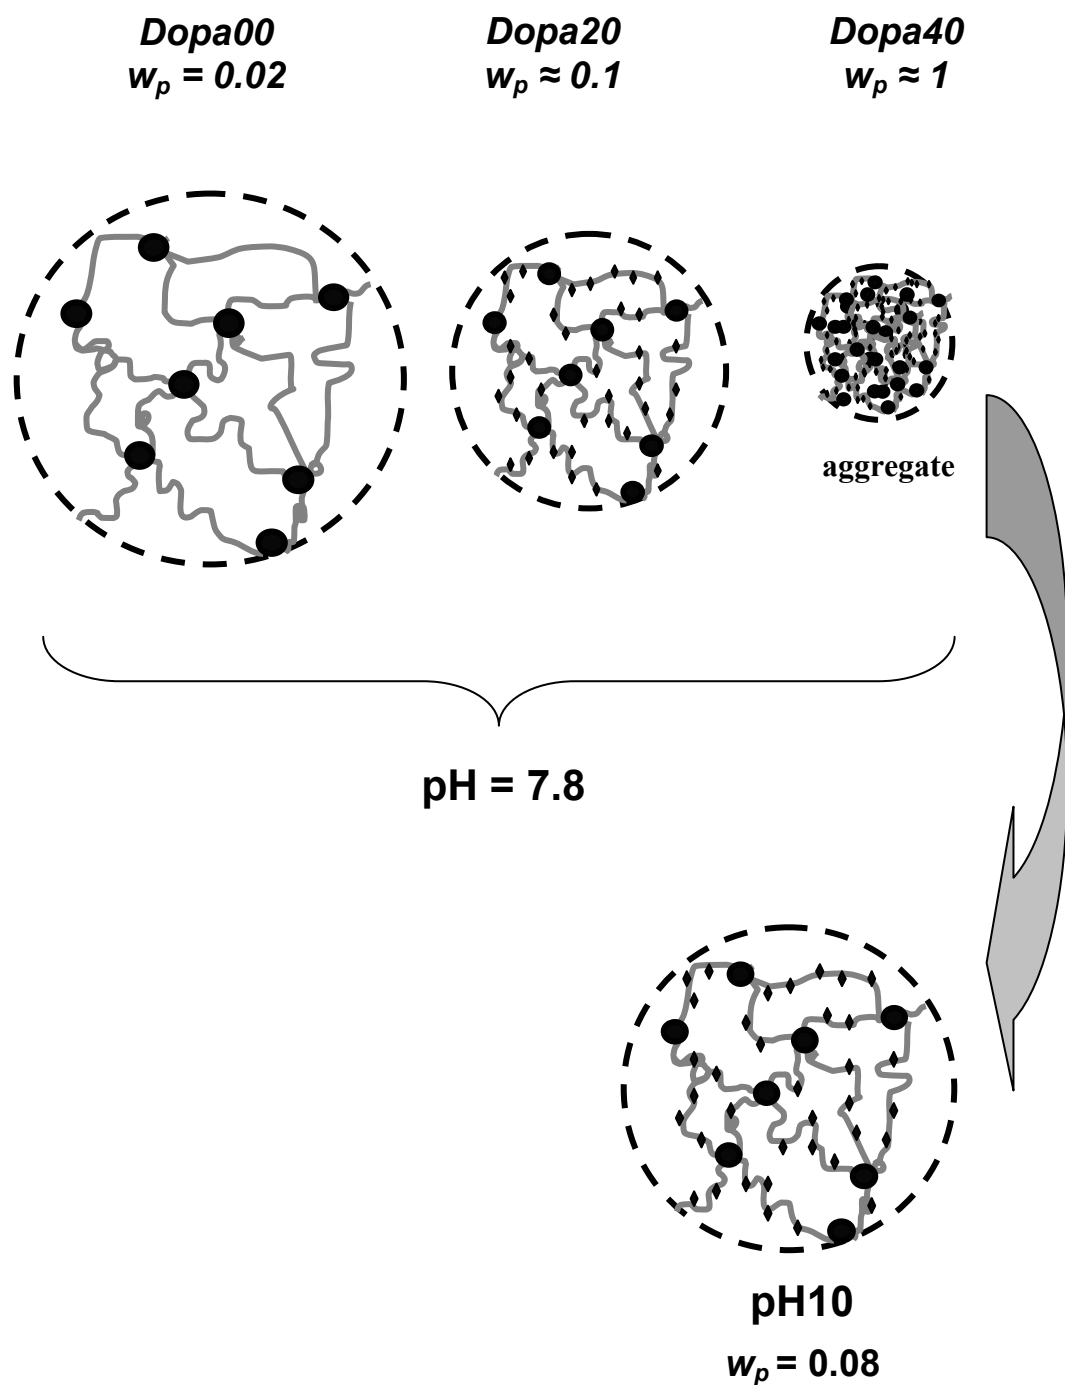 Dopa00 Dopa20 Dopa40
wₚ = 0.02 wₚ ≈ 0.1 wₚ ≈ 1
aggregate
pH = 7.8
pH10
wₚ = 0.08